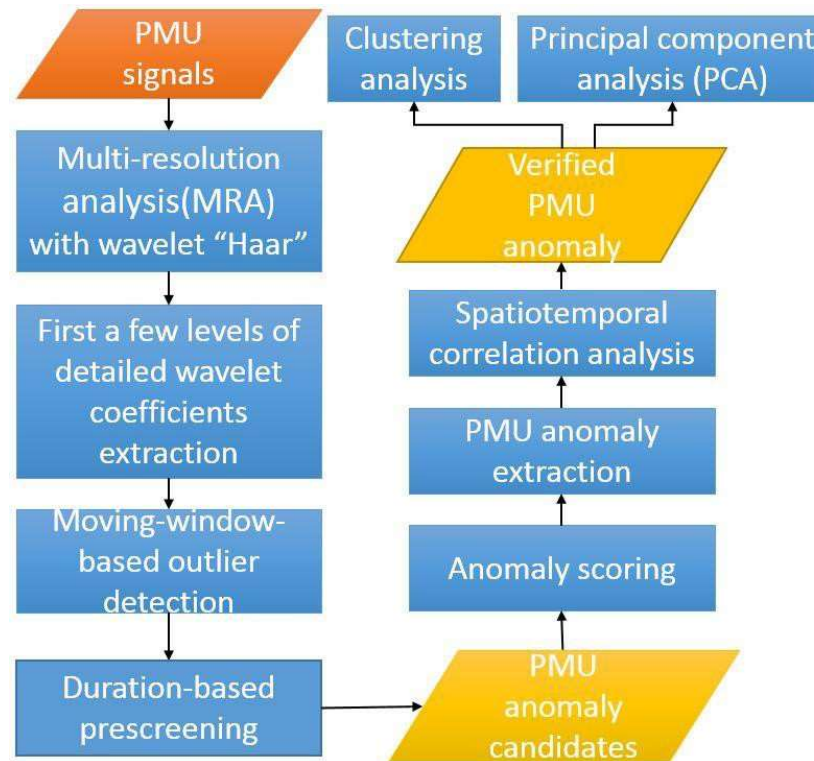 PMU
signals
Multi-resolution
analysis(MRA)
with wavelet “Haar”
First a few levels of
detailed wavelet
coefficients
extraction
Moving-window-
based outlier
detection
Duration-based
prescreening
PMU
anomaly
candidates
Anomaly scoring
PMU anomaly
extraction
Spatiotemporal
correlation analysis
Verified
PMU
anomaly
Clustering
analysis
Principal component
analysis (PCA)